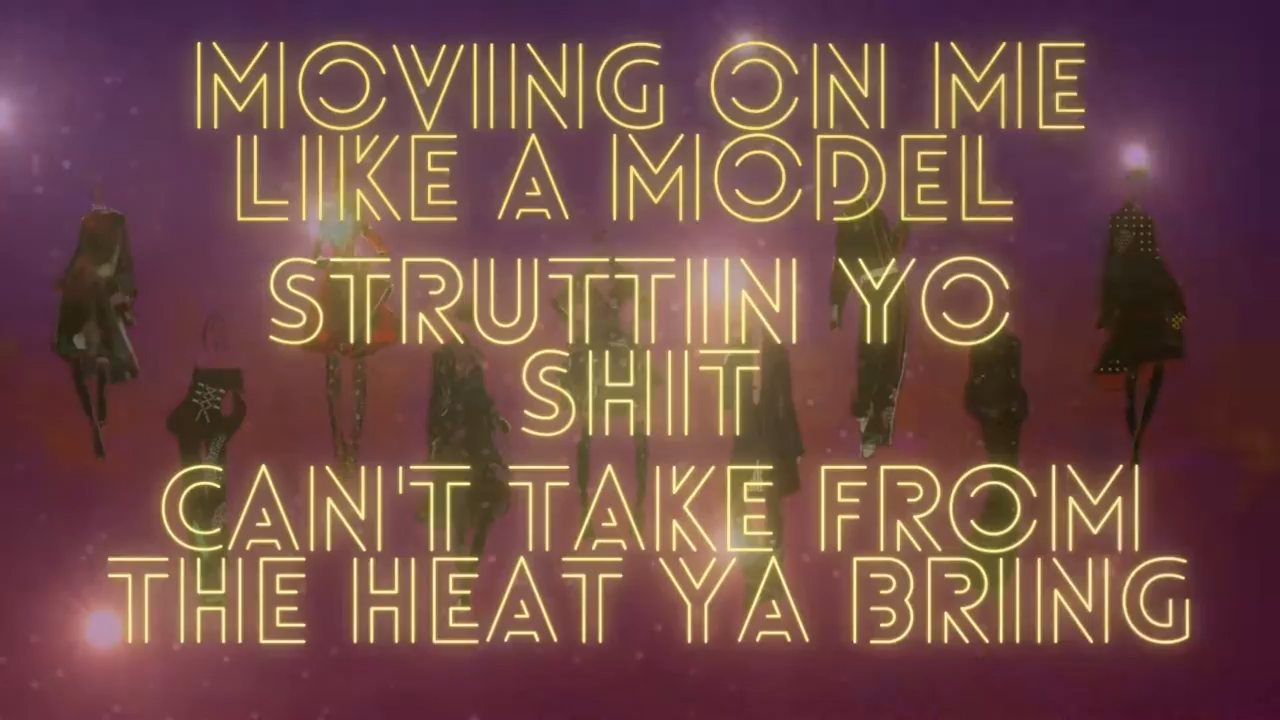 MOVING ON ME
LIKE A MODEL
STRUTTIN YO
SHIT
CAN'T TAKE FROM
THE HEAT YA BRING